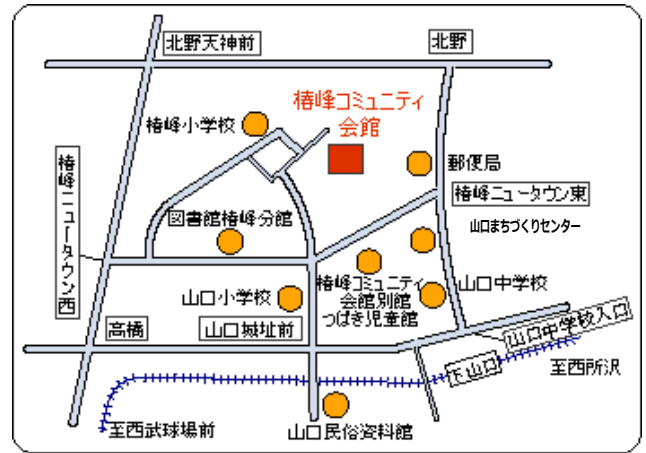 北野天神前
北野
椿峰コミュニティ
会館
椿峰小学校
郵便局
椿峰ニュータウン西
椿峰ニュータウン東
図書館椿峰分館
山口まちづくりセンター
椿峰コミュニティ
会館別館
つばき児童館
山口中学校
山口小学校
高橋
山口城址前
山口中学校入口
下山口
至西所沢
至西武球場前
山口民俗資料館